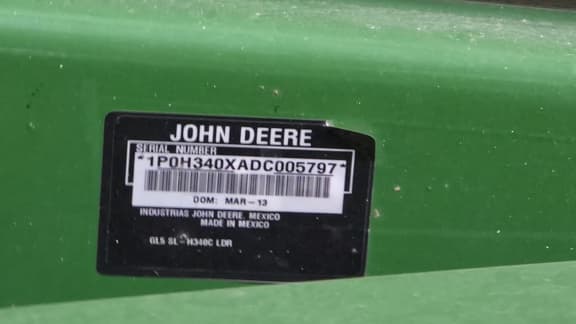 JOHN DEERE
SERIAL NUMBER
*1P0H340XADC005797*
DOM: MAR-13
INDUSTRIAS JOHN DEERE, MEXICO
MADE IN MEXICO
GLS SL - H340C LDR